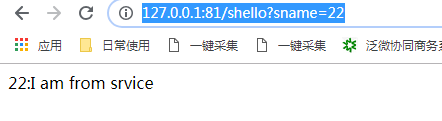 127.0.0.1:81/shello?sname=22
应用 日常使用 一键采集 一键采集 泛微协同商务系
22:I am from srvice